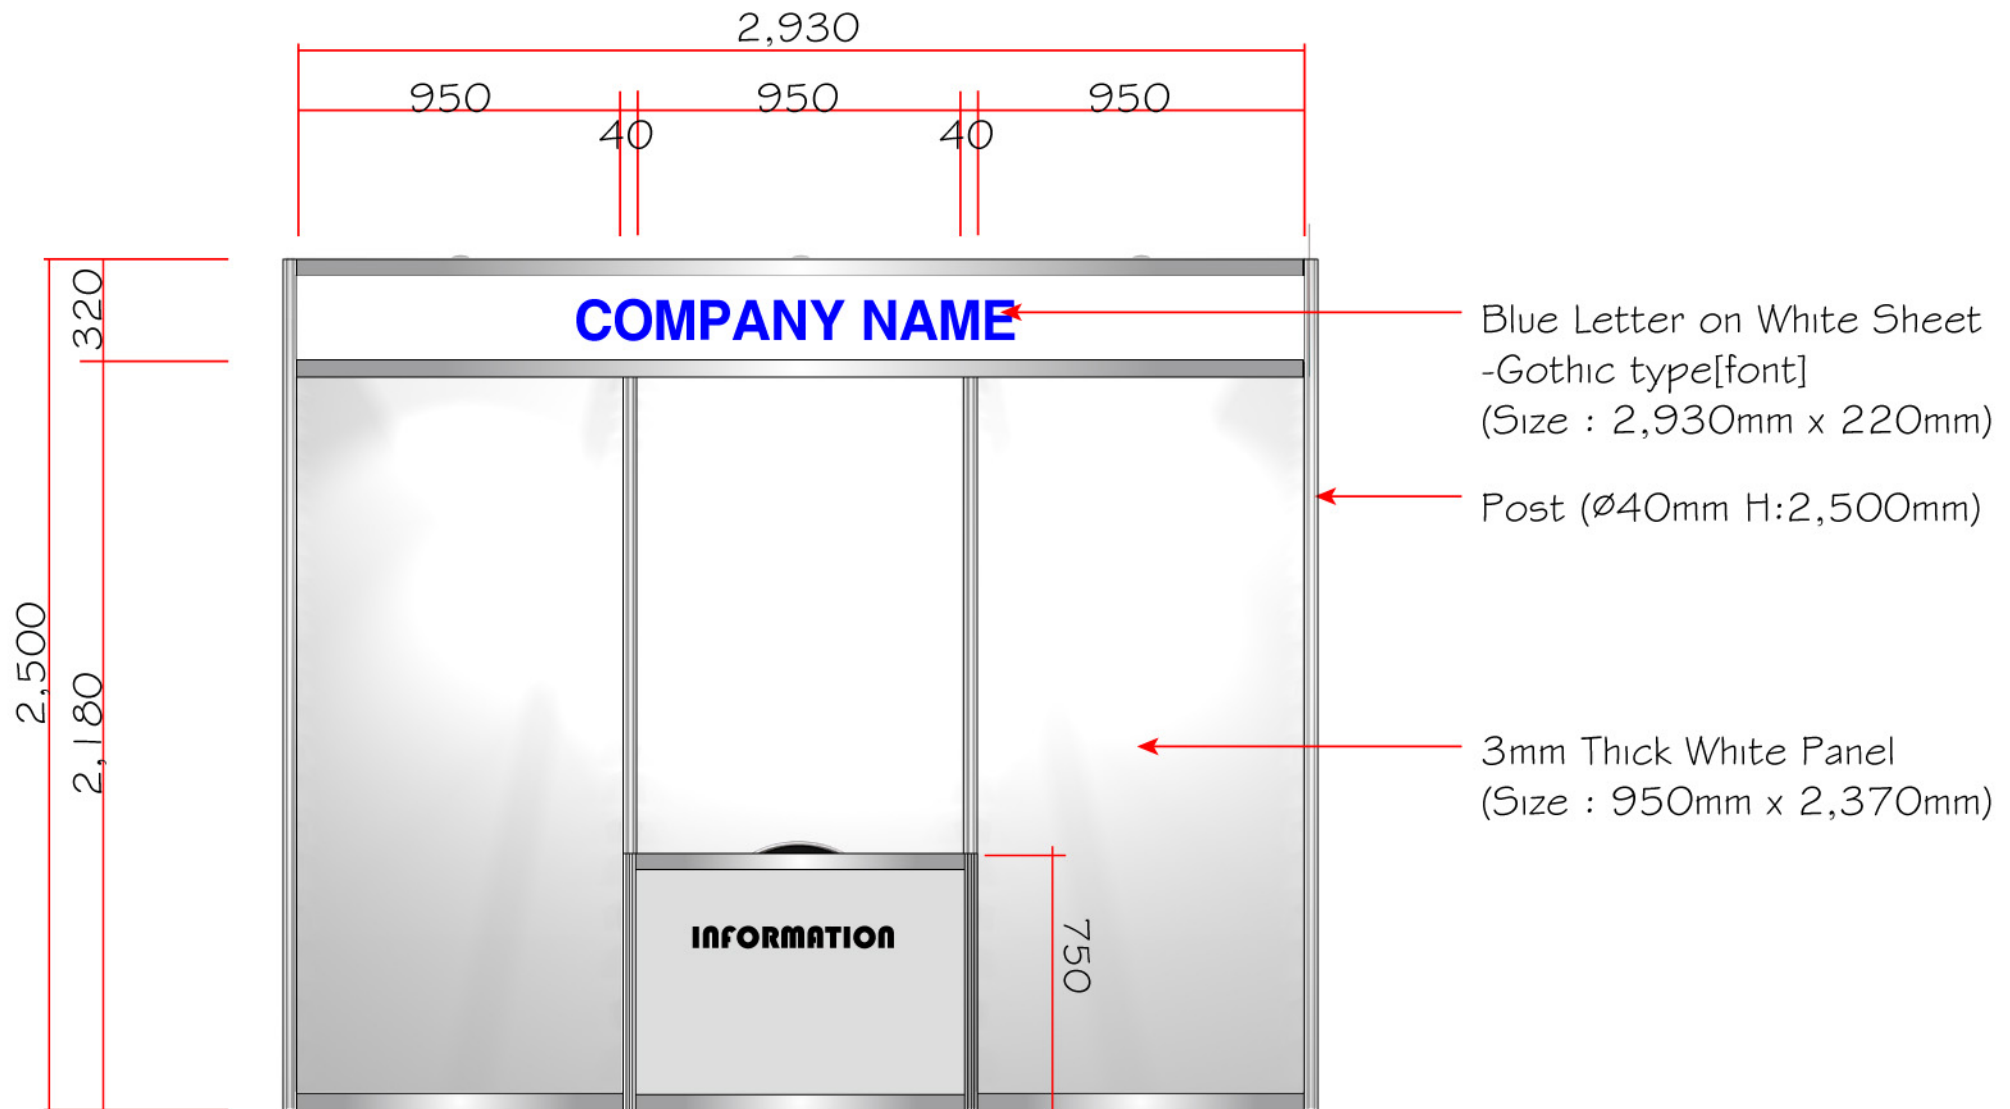 2,930
950
950
950
40
40
320
COMPANY NAME
Blue Letter on White Sheet
-Gothic type[font]
(Size : 2,930mm x 220mm)
Post (Ø40mm H:2,500mm)
2,500
2,180
3mm Thick White Panel
(Size : 950mm x 2,370mm)
INFORMATION
750